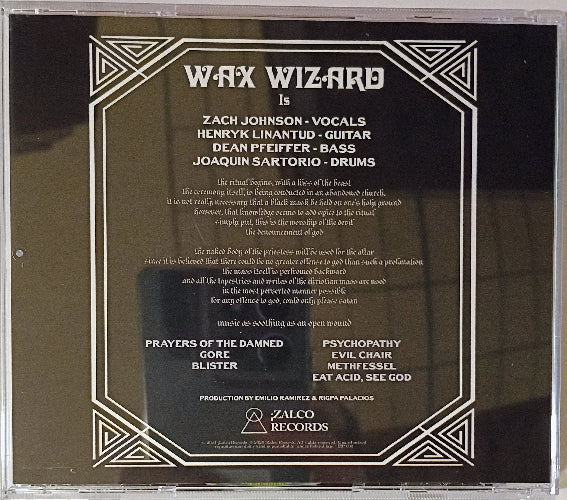 WAX WIZARD
Is
ZACH JOHNSON - VOCALS
HENRYK LINANTUD - GUITAR
DEAN PFEIFFER - BASS
JOAQUIN SARTORIO - DRUMS
the ritual begins, with a kiss of the beast
the ceremony itself, is being conducted in an abandoned church,
it is not really necessary that a black mask be held on one's holy ground
however, that knowledge seems to add spice to the ritual
simply put, this is the worship of the devil
the denouncement of god
the naked body of the priestess will be used for the altar
since it is believed that there could be no greater offense to god than such a profanation
the mass itself is perfromed backward
and all the tapestries and writes of the christian mass are used
in the most perverted manner possible
for any offense to god, could only please satan
music as soothing as an open wound
PRAYERS OF THE DAMNED
GORE
BLISTER
PSYCHOPATHY
EVIL CHAIR
METHFESSEL
EAT ACID, SEE GOD
PRODUCTION BY EMILIO RAMIREZ & RIGPA PALACIOS
¡ZALCO
RECORDS